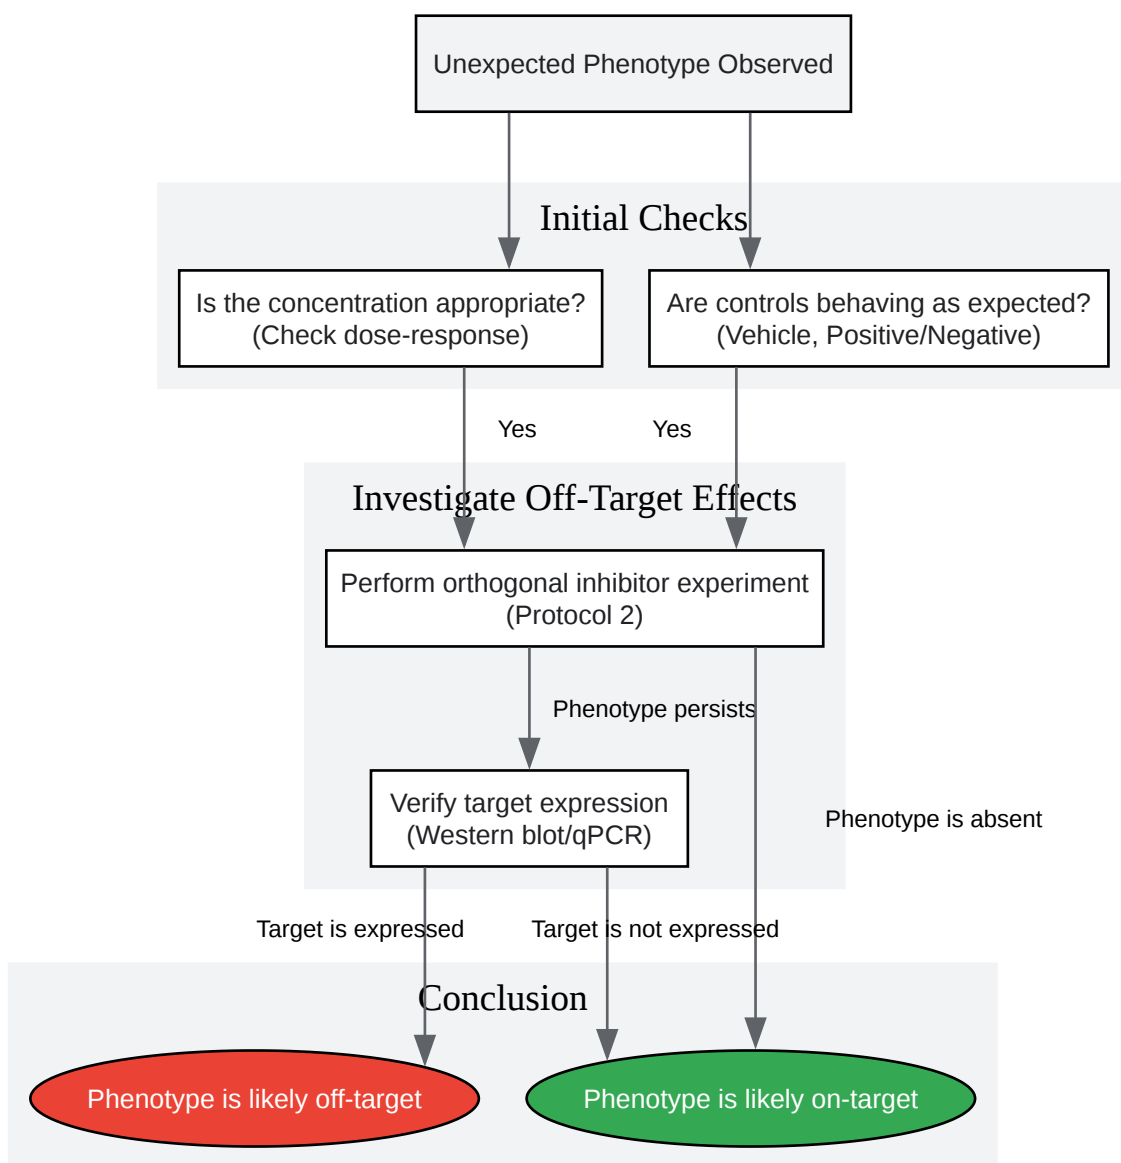 Unexpected Phenotype Observed
Initial Checks
Is the concentration appropriate?
(Check dose-response)
Are controls behaving as expected?
(Vehicle, Positive/Negative)
Yes
Yes
Investigate Off-Target Effects
Perform orthogonal inhibitor experiment
(Protocol 2)
Phenotype persists
Verify target expression
(Western blot/qPCR)
Phenotype is absent
Target is expressed
Target is not expressed
Conclusion
Phenotype is likely off-target
Phenotype is likely on-target